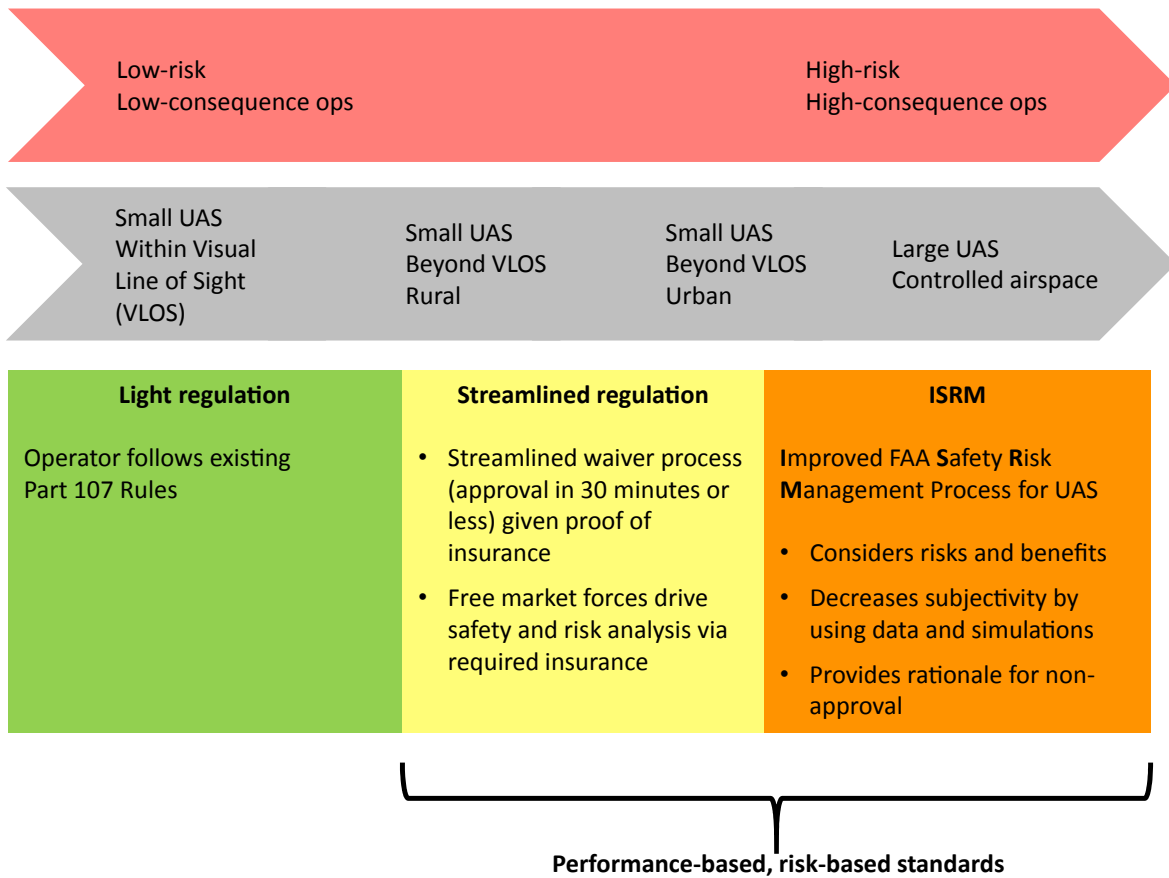 Low-risk
Low-consequence ops
High-risk
High-consequence ops
Small UAS
Within Visual
Line of Sight
(VLOS)
Small UAS
Beyond VLOS
Rural
Small UAS
Beyond VLOS
Urban
Large UAS
Controlled airspace
Light regulation
Operator follows existing
Part 107 Rules
Streamlined regulation
• Streamlined waiver process
(approval in 30 minutes or
less) given proof of
insurance
• Free market forces drive
safety and risk analysis via
required insurance
ISRM
Improved FAA Safety Risk
Management Process for UAS
• Considers risks and benefits
• Decreases subjectivity by
using data and simulations
• Provides rationale for non-
approval
Performance-based, risk-based standards